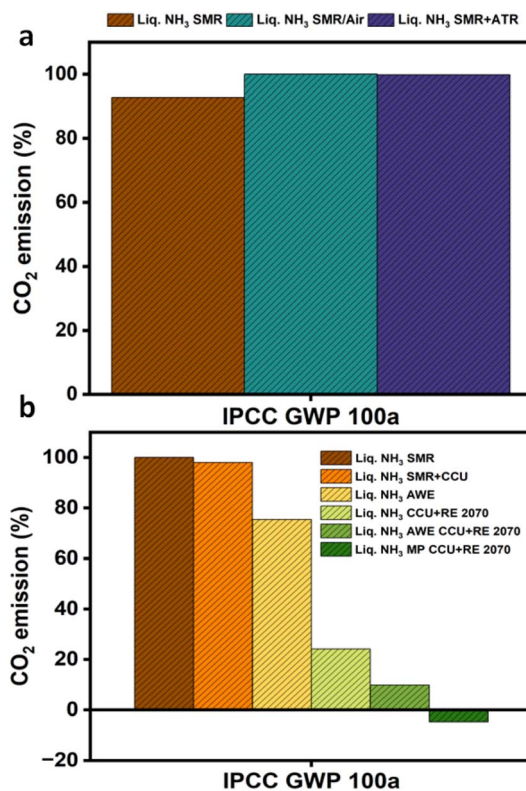 Liq. NH₃ SMR Liq. NH₃ SMR/Air Liq. NH₃ SMR+ATR
a
100
80
60
40
20
0
CO₂ emission (%)
IPCC GWP 100a
b
100
80
60
40
20
0
−20
CO₂ emission (%)
Liq. NH₃ SMR
Liq. NH₃ SMR+CCU
Liq. NH₃ AWE
Liq. NH₃ CCU+RE 2070
Liq. NH₃ AWE CCU+RE 2070
Liq. NH₃ MP CCU+RE 2070
IPCC GWP 100a